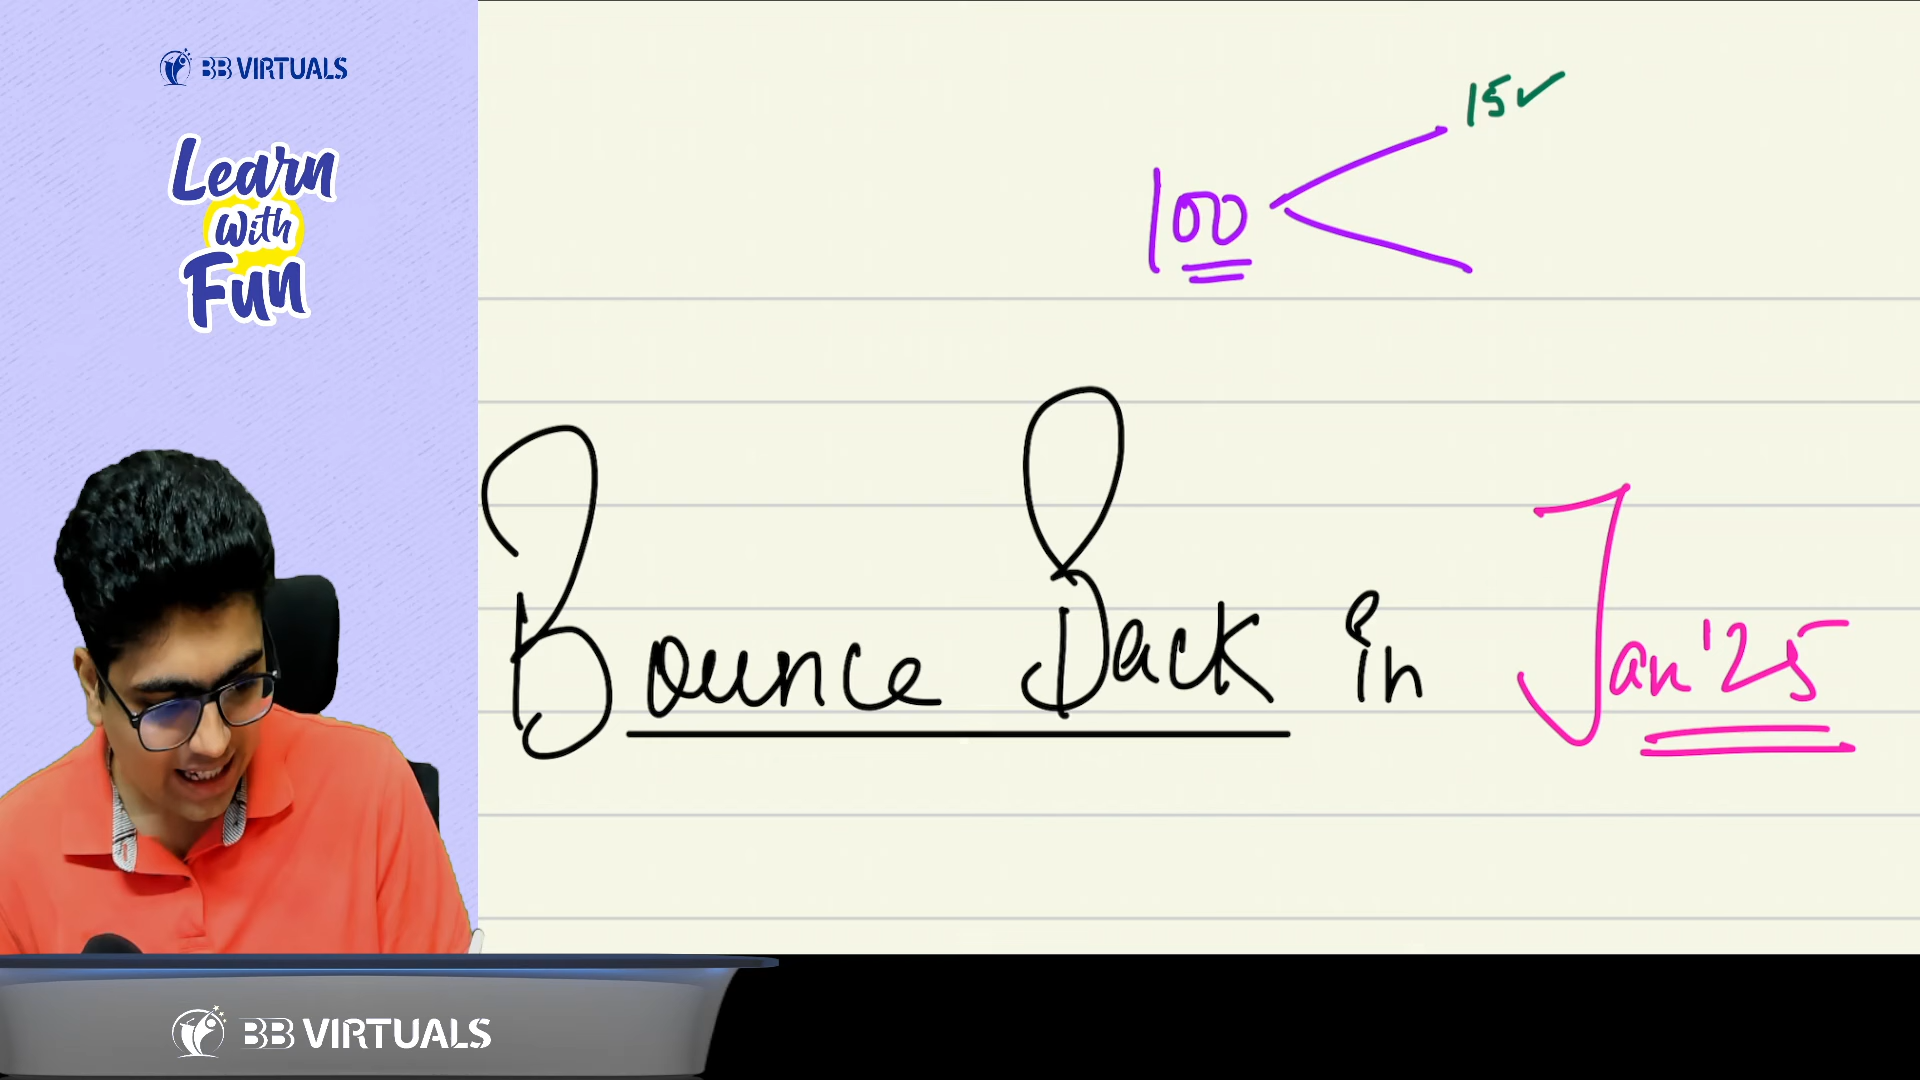 BB VIRTUALS
Learn
With
Fun
15✓
100
Bounce Back in Jan '25
BB VIRTUALS